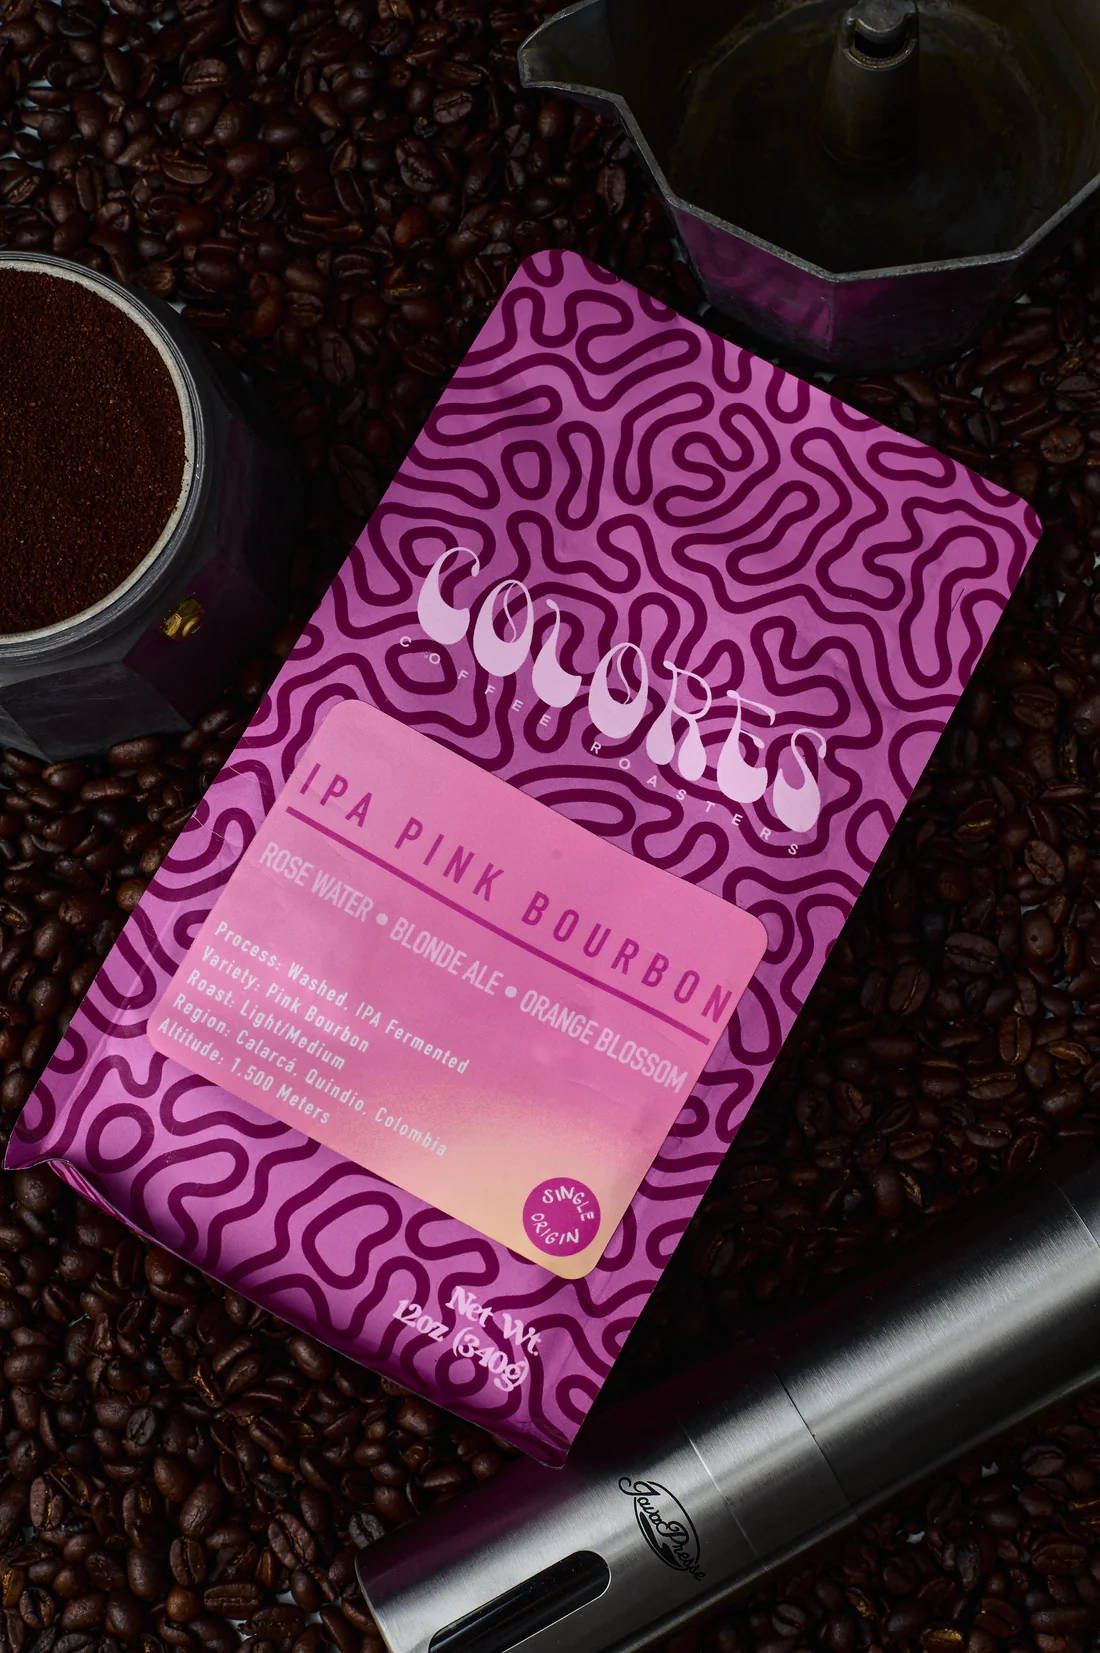 COLORES
COFFEE ROASTERS
IPA PINK BOURBON
ROSE WATER • BLONDE ALE • ORANGE BLOSSOM
Process: Washed, IPA Fermented
Variety: Pink Bourbon
Roast: Light/Medium
Region: Calarcá, Quindio, Colombia
Altitude: 1,500 Meters
SINGLE
ORIGIN
Net Wt.
12oz (340g)
JavaPresse